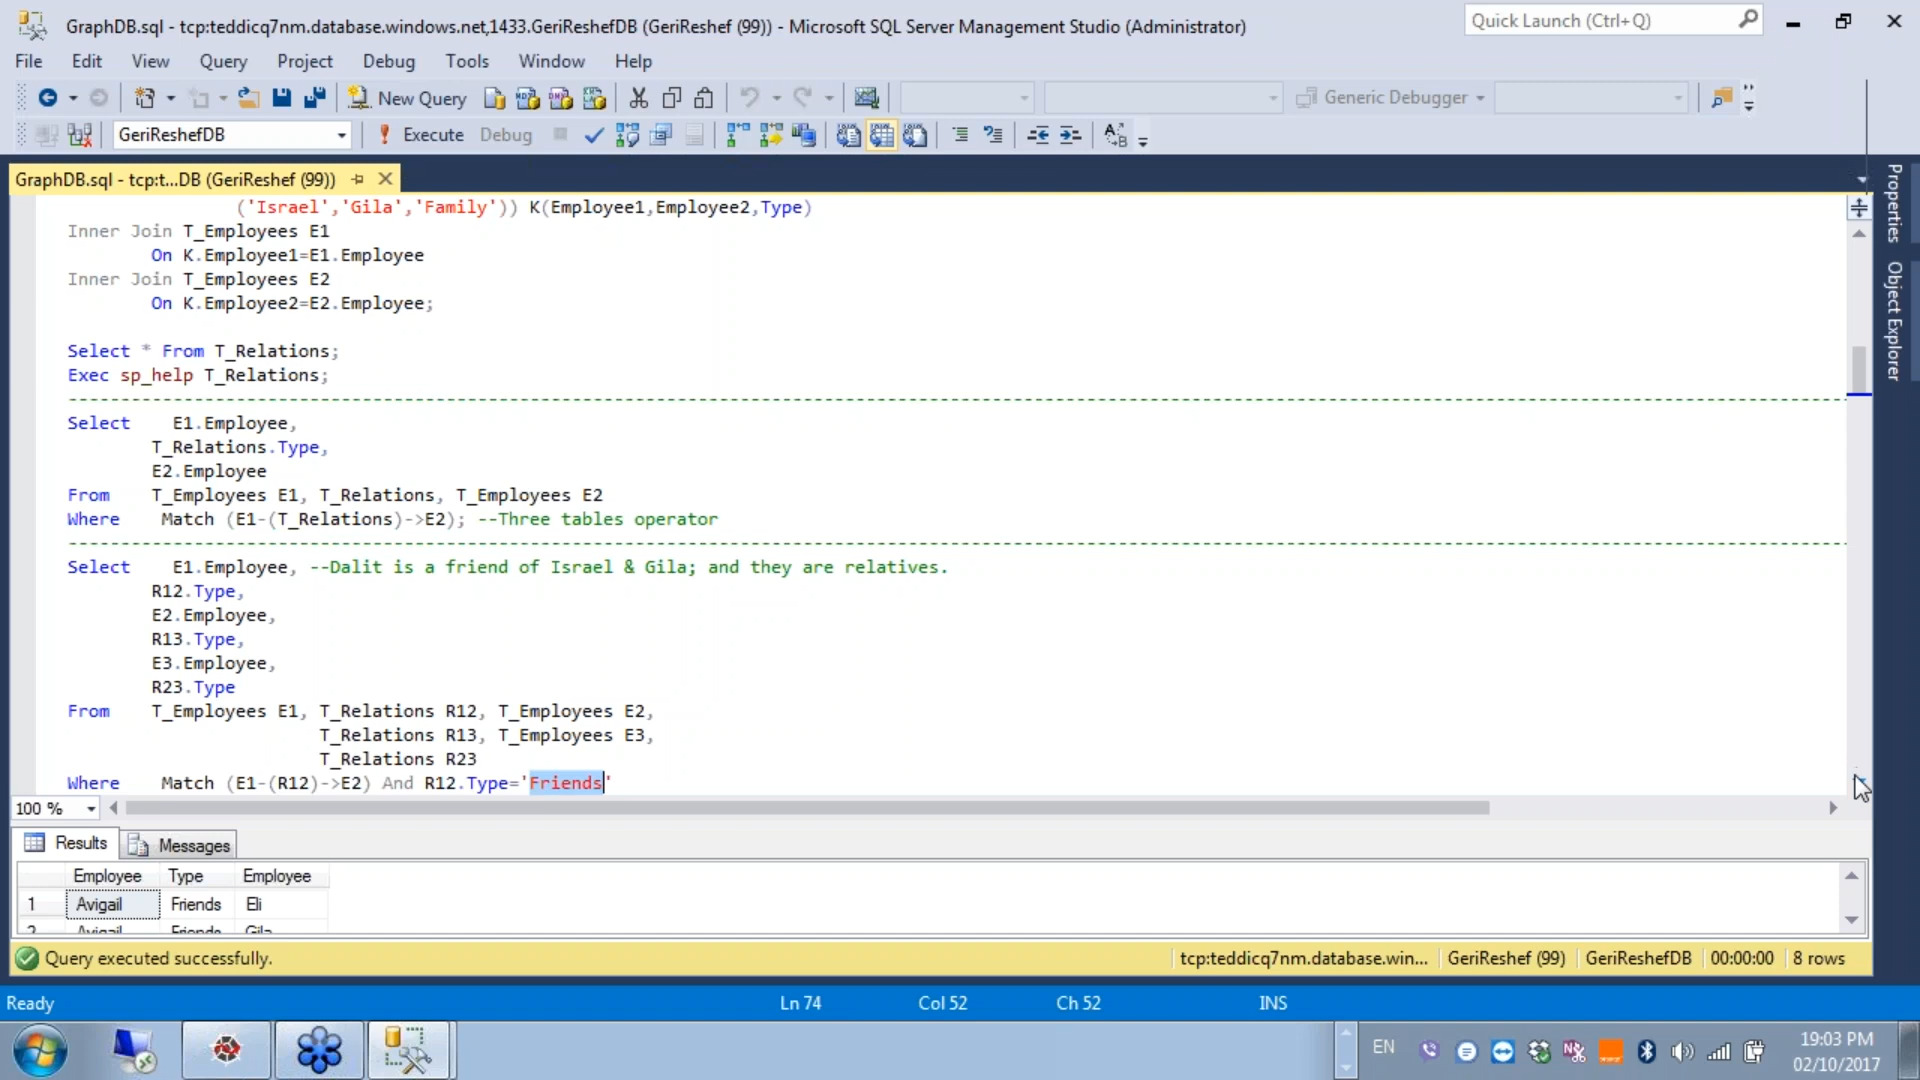 GraphDB.sql - tcp:teddicq7nm.database.windows.net,1433.GeriReshefDB (GeriReshef (99)) - Microsoft SQL Server Management Studio (Administrator)
Quick Launch (Ctrl+Q)
File Edit View Query Project Debug Tools Window Help
New Query
Generic Debugger
GeriReshefDB
Execute Debug
GraphDB.sql - tcp:t...DB (GeriReshef (99))
('Israel','Gila','Family')) K(Employee1,Employee2,Type)
Inner Join T_Employees E1
On K.Employee1=E1.Employee
Inner Join T_Employees E2
On K.Employee2=E2.Employee;
Select * From T_Relations;
Exec sp_help T_Relations;
Select E1.Employee,
T_Relations.Type,
E2.Employee
From T_Employees E1, T_Relations, T_Employees E2
Where Match (E1-(T_Relations)->E2); --Three tables operator
Select E1.Employee, --Dalit is a friend of Israel & Gila; and they are relatives.
R12.Type,
E2.Employee,
R13.Type,
E3.Employee,
R23.Type
From T_Employees E1, T_Relations R12, T_Employees E2,
T_Relations R13, T_Employees E3,
T_Relations R23
Where Match (E1-(R12)->E2) And R12.Type='Friends'
Properties
Object Explorer
100 %
Results Messages
Employee Type Employee
1 Avigail Friends Eli
2 Avigail Friends Gila
Query executed successfully.
tcp:teddicq7nm.database.win... GeriReshef (99) GeriReshefDB 00:00:00 8 rows
Ready Ln 74 Col 52 Ch 52 INS
EN
19:03 PM
02/10/2017